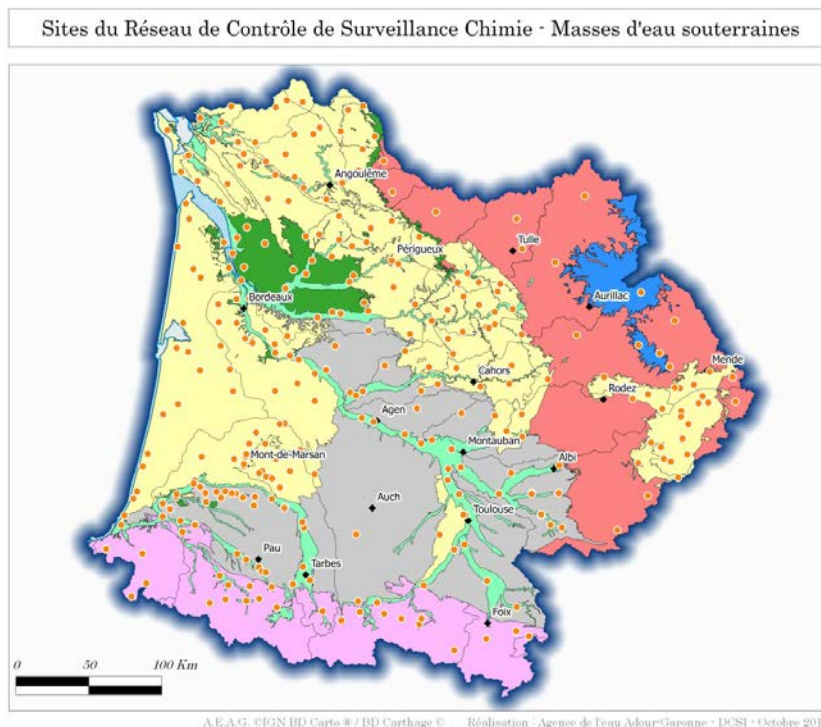 Sites du Réseau de Contrôle de Surveillance Chimie - Masses d'eau souterraines
Angoulême
Tulle
Périgueux
Aurillac
Bordeaux
Mende
Cahors
Rodez
Agen
Montauban
Mont-de-Marsan
Albi
Auch
Toulouse
Pau
Tarbes
Foix
0 50 100 Km
A.E.A.G. ©IGN BD Carto ® / BD Carthage © Réalisation : Agence de l'eau Adour-Garonne - DCSI - Octobre